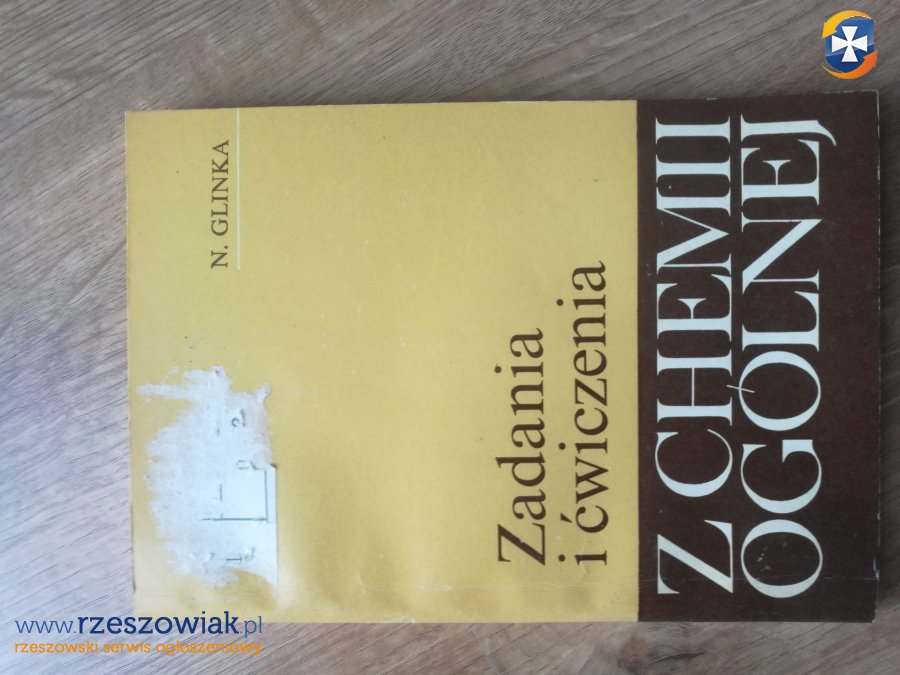 N. GLINKA
Zadania
i ćwiczenia
Z CHEMII
OGÓLNEJ
www.rzeszowiak.pl
rzeszowski serwis ogłoszeniowy